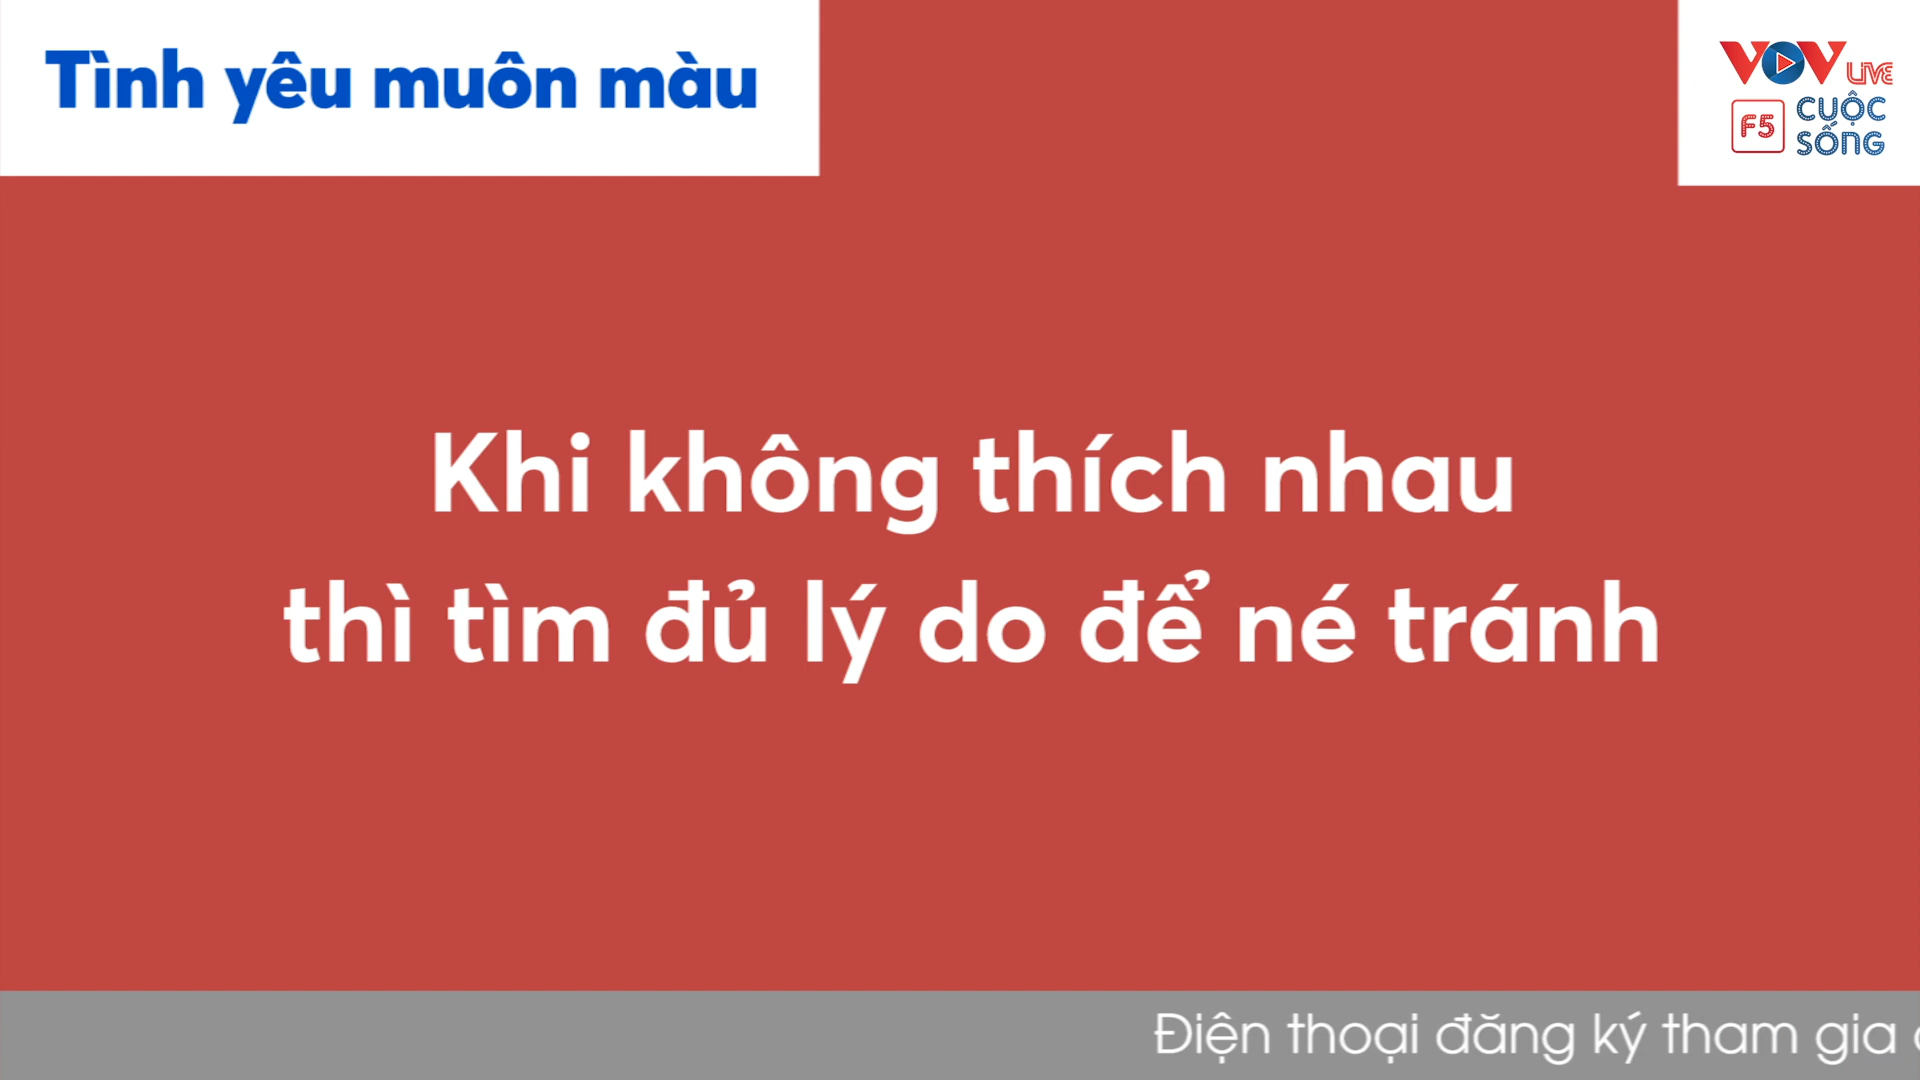 Tình yêu muôn màu
VOV LIVE
F5 CUỘC
SỐNG
Khi không thích nhau
thì tìm đủ lý do để né tránh
Điện thoại đăng ký tham gia